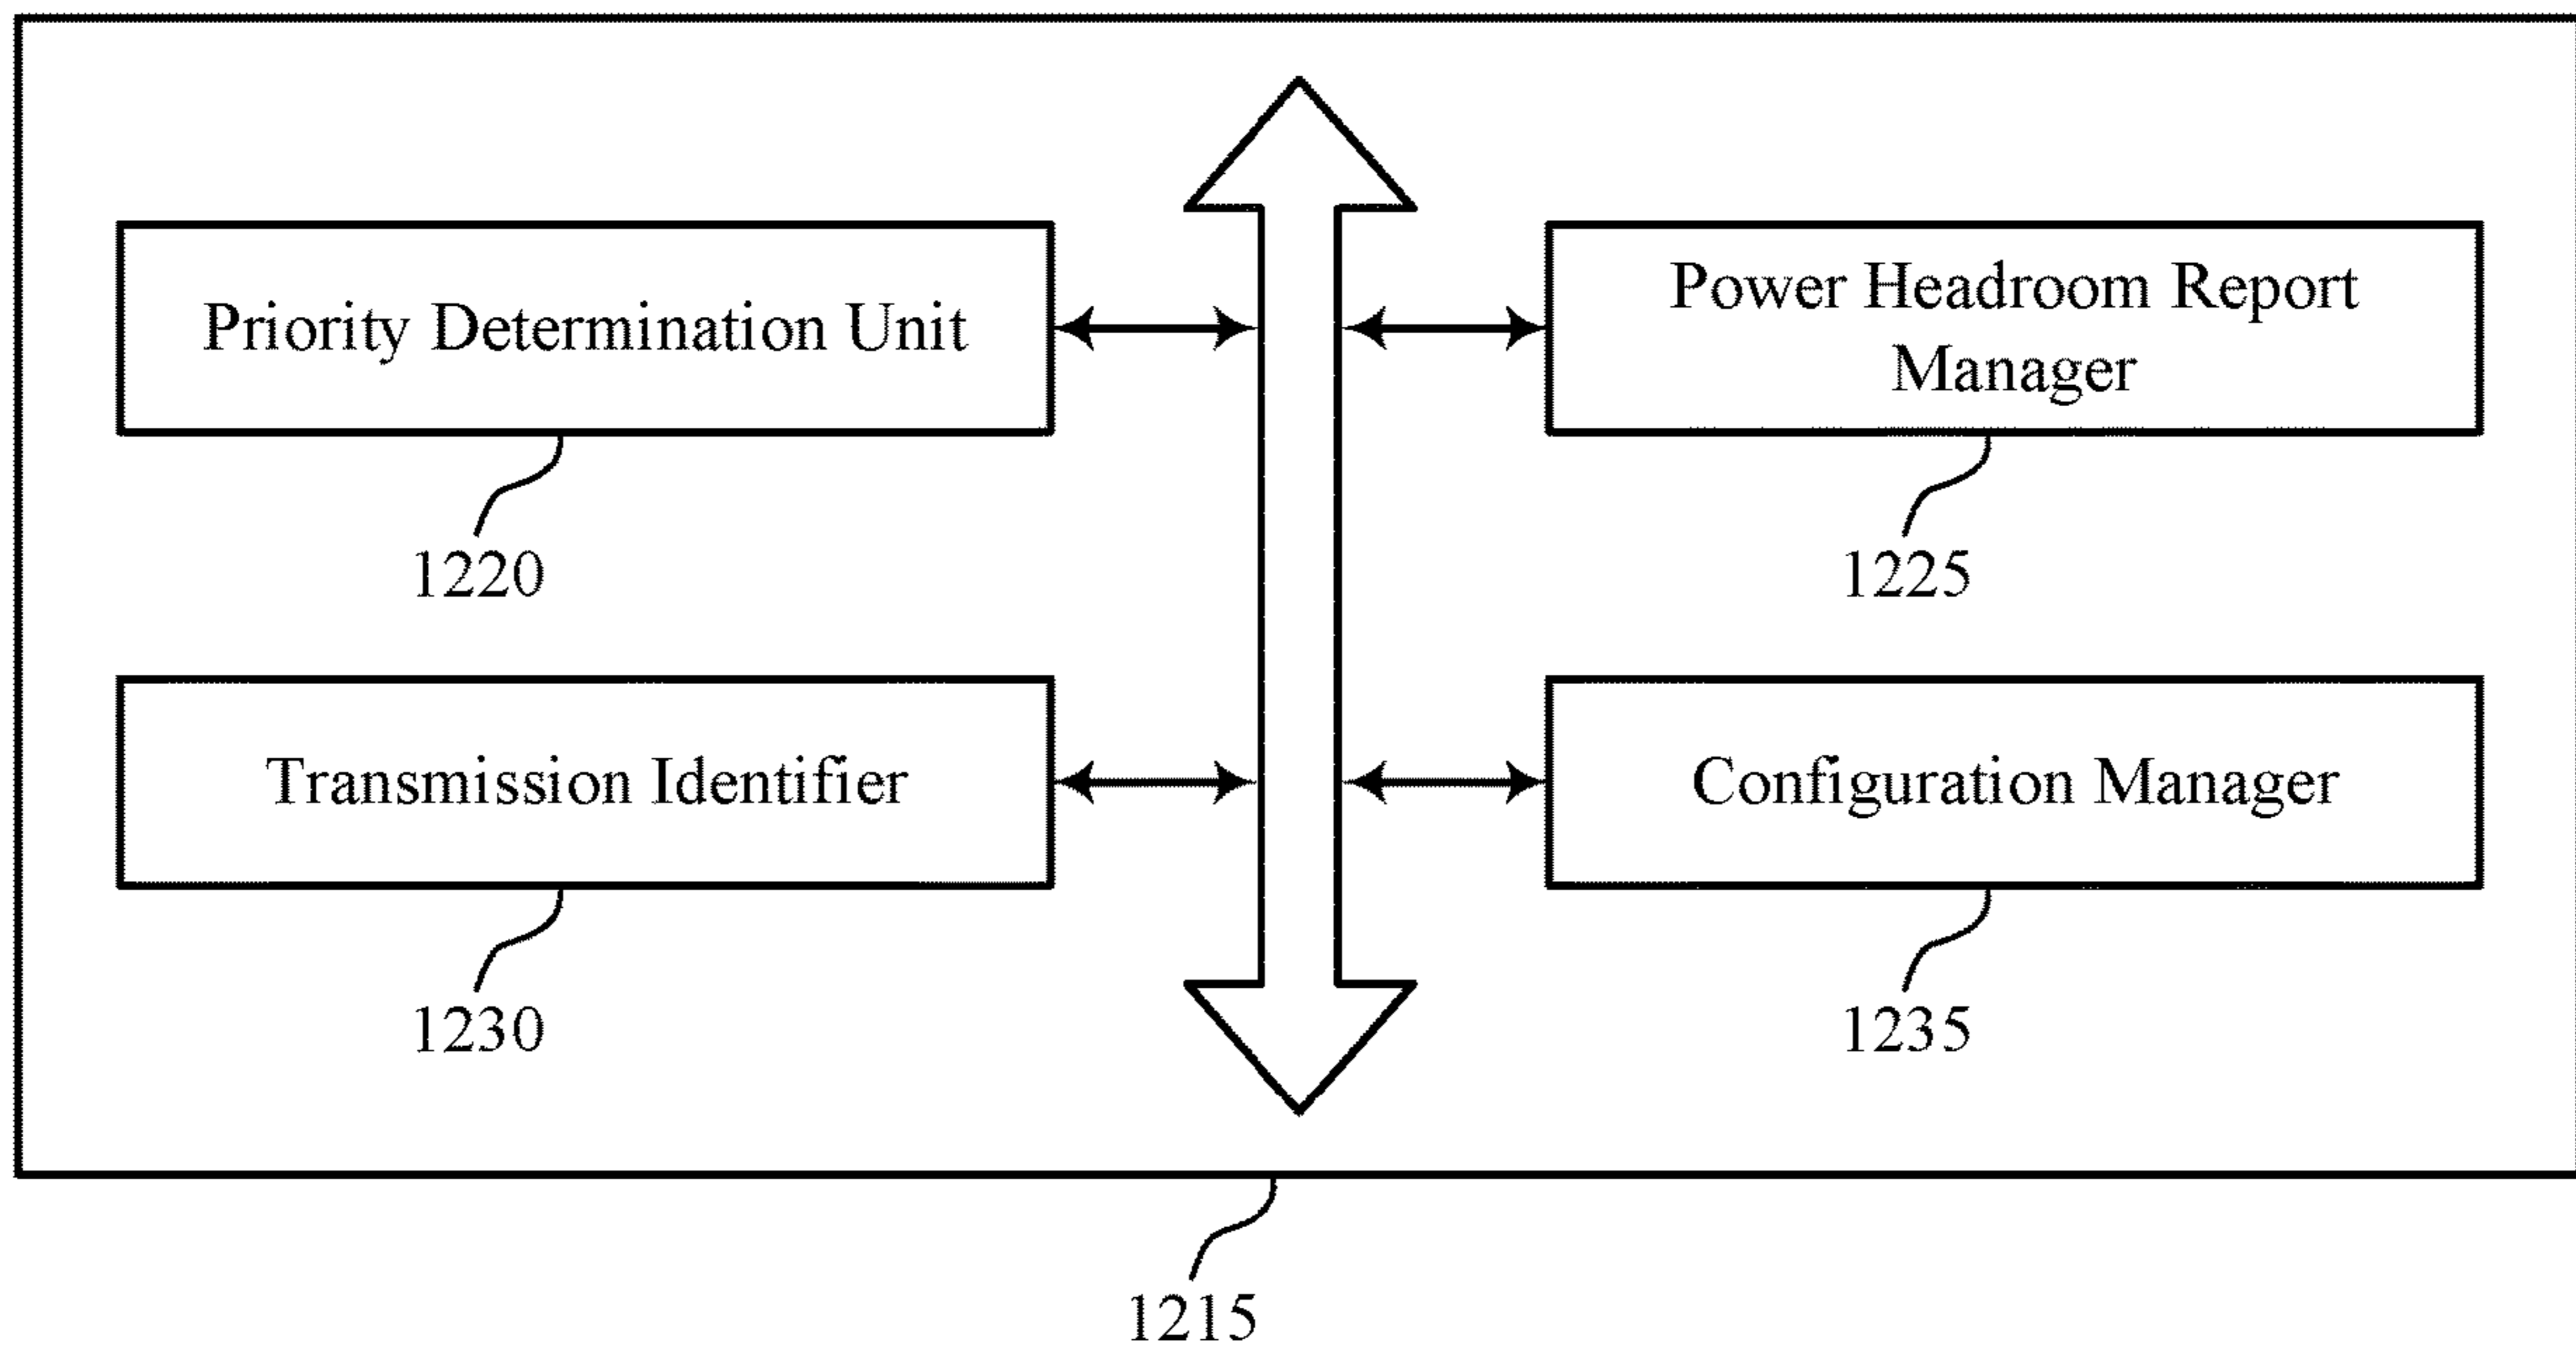 Priority Determination Unit
1220
Power Headroom Report
Manager
1225
Transmission Identifier
1230
Configuration Manager
1235
1215